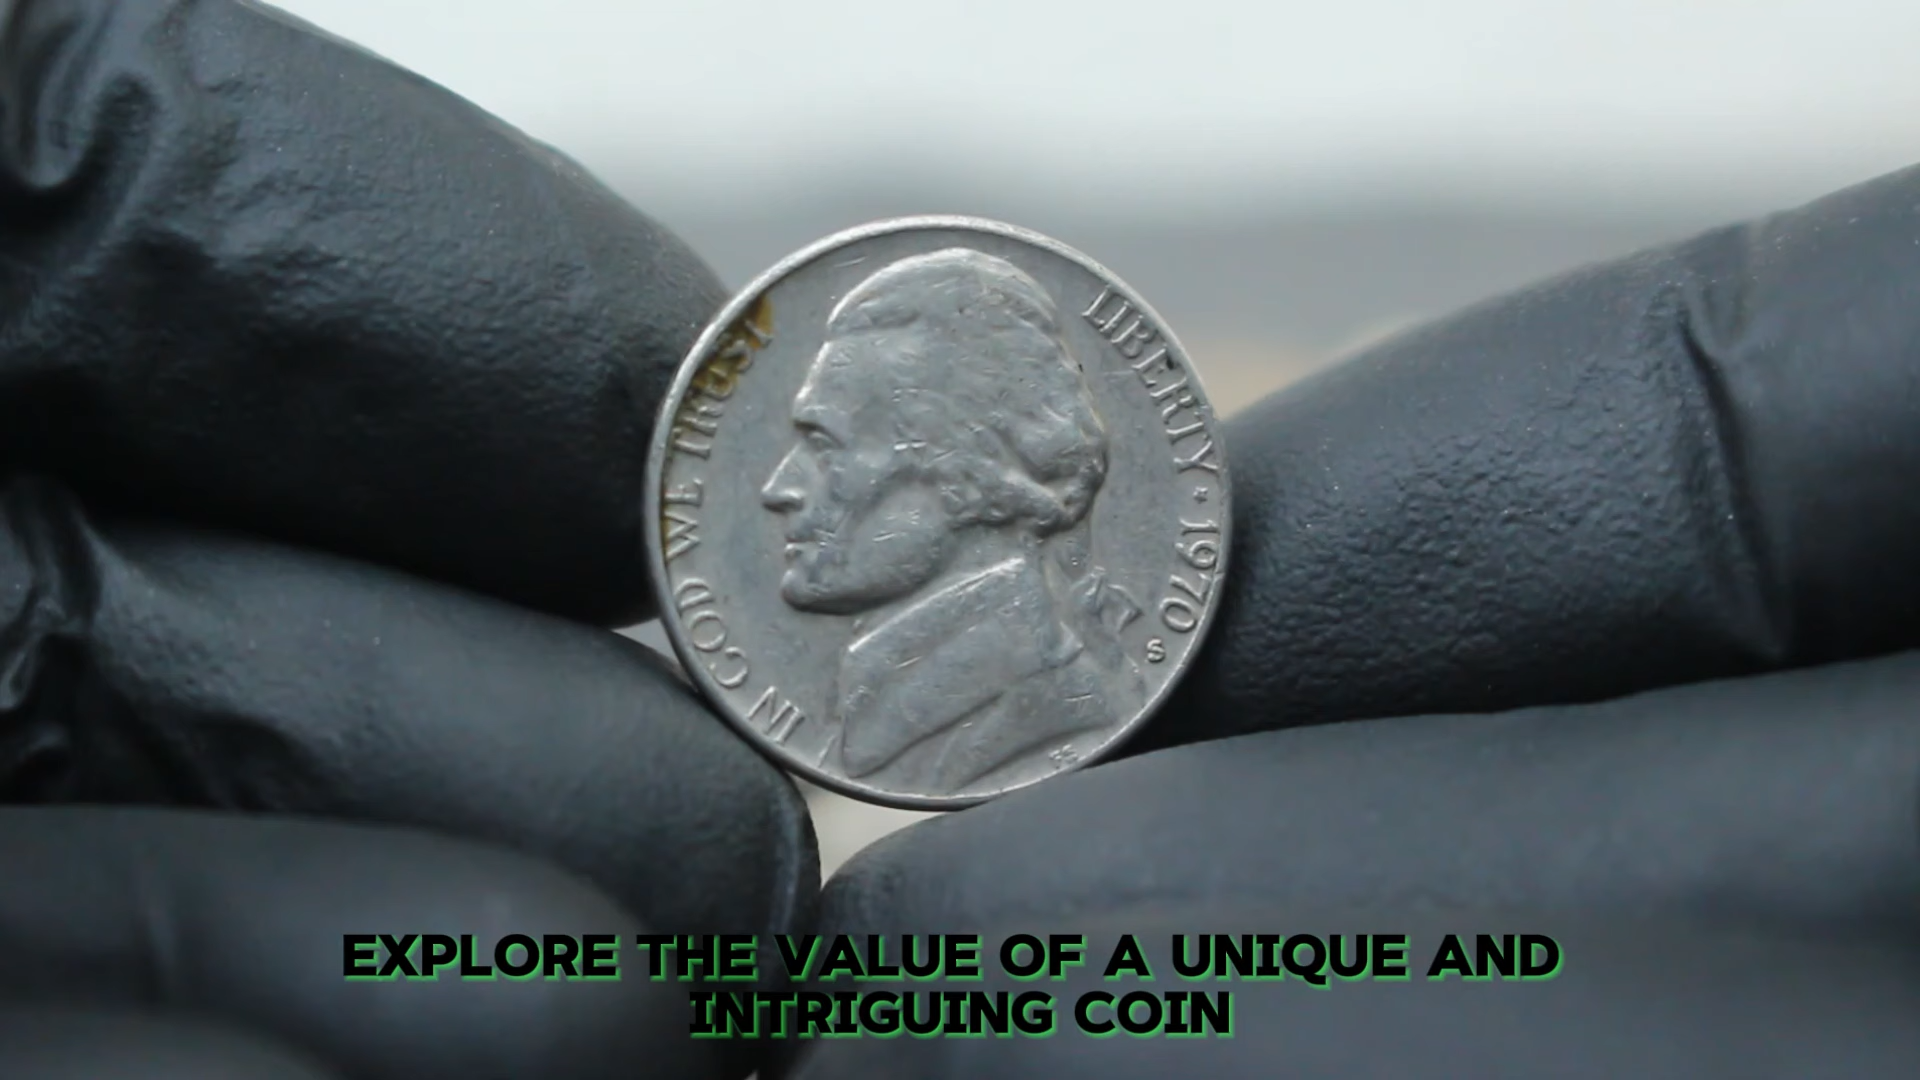 IN GOD WE TRUST
LIBERTY ★ 1970
S
FS
EXPLORE THE VALUE OF A UNIQUE AND
INTRIGUING COIN